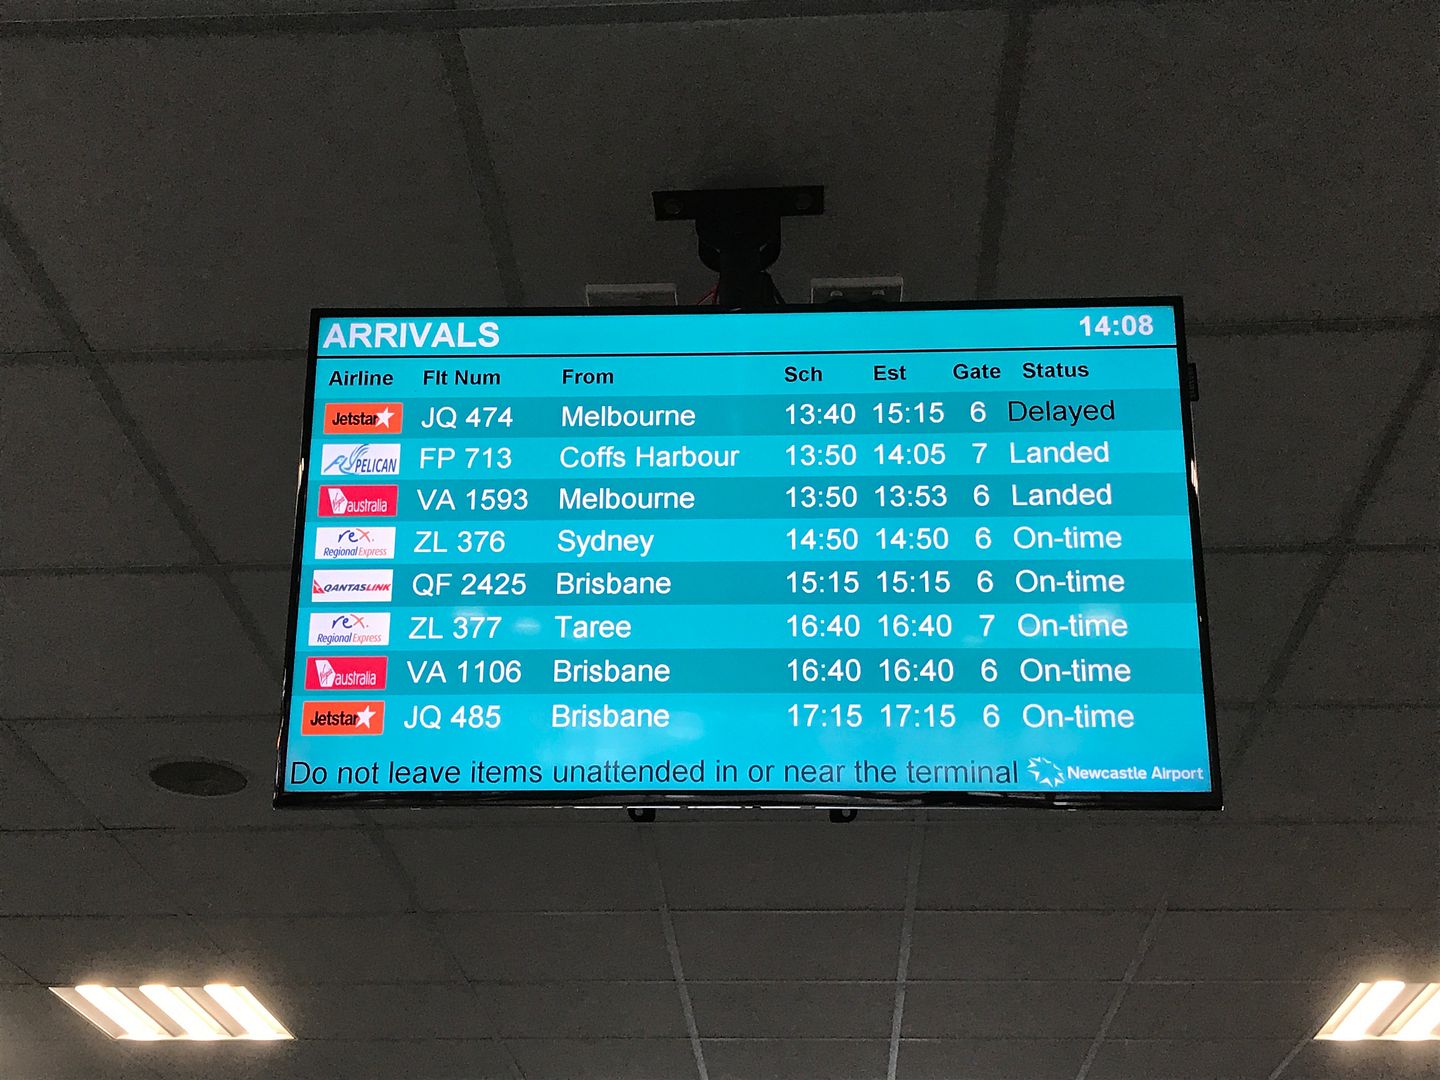 ARRIVALS 14:08
Airline Flt Num From Sch Est Gate Status
Jetstar JQ 474 Melbourne 13:40 15:15 6 Delayed
FLYPELICAN FP 713 Coffs Harbour 13:50 14:05 7 Landed
Virgin australia VA 1593 Melbourne 13:50 13:53 6 Landed
rex. Regional Express ZL 376 Sydney 14:50 14:50 6 On-time
QANTASLINK QF 2425 Brisbane 15:15 15:15 6 On-time
rex. Regional Express ZL 377 Taree 16:40 16:40 7 On-time
Virgin australia VA 1106 Brisbane 16:40 16:40 6 On-time
Jetstar JQ 485 Brisbane 17:15 17:15 6 On-time
Do not leave items unattended in or near the terminal Newcastle Airport